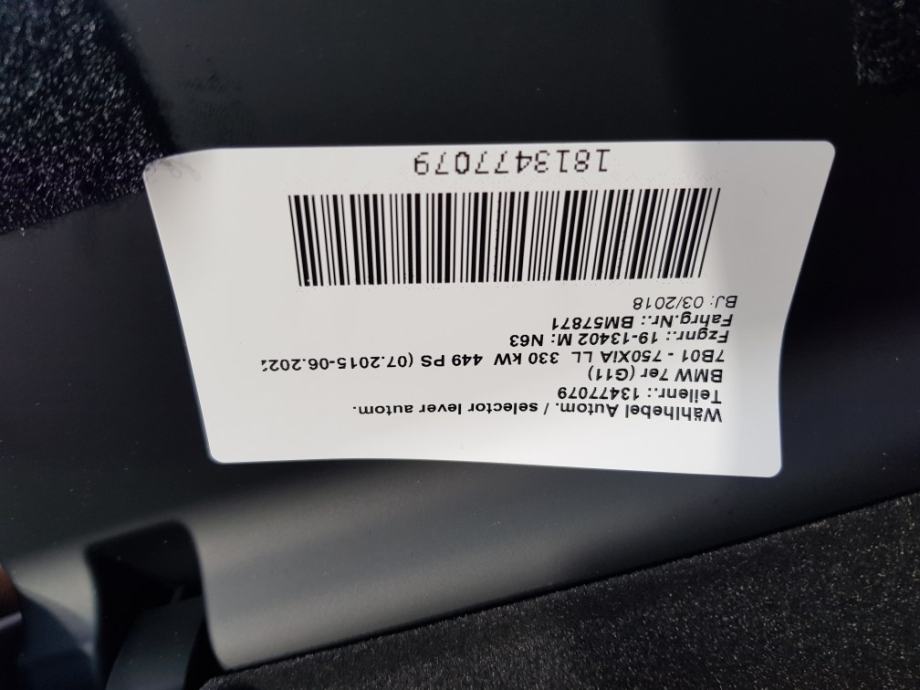 Wählhebel Autom. / selector lever autom.
Teilenr.: 13477079
BMW 7er (G11)
7B01 - 750XIA LL 330 kW 449 PS (07.2015-06.202
Fzgnr.: 19-13402 M: N63
Fahrg.Nr.: BM57871
BJ: 03/2018
1813477079